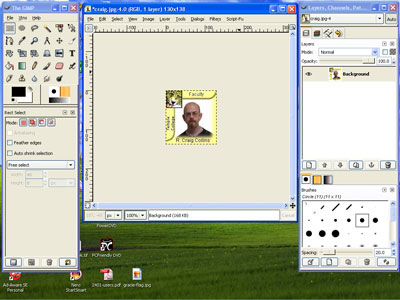 The GIMP
Rect Select
Mode:
Antialiasing
Feather edges
Auto shrink selection
Free select
Width:
Height:
Ad-Aware SE
Personal
Nero
StartSmart
2401-users.pdf
gracie-flag.jpg
PowerDVD
PCFriendly DVD
*craig.jpg-4.0 (RGB, 1 layer) 130x138
File Edit Select View Image Layer Tools Dialogs Filters Script-Fu
Faculty
R. Craig Collins
px 100% Background (168 KB) Cancel
Layers, Channels, Pat...
craig.jpg-4 Auto
Layers
Mode: Normal
Opacity: 100.0
Background
Brushes
Circle (11) (11 x 11)
Spacing: 20.0